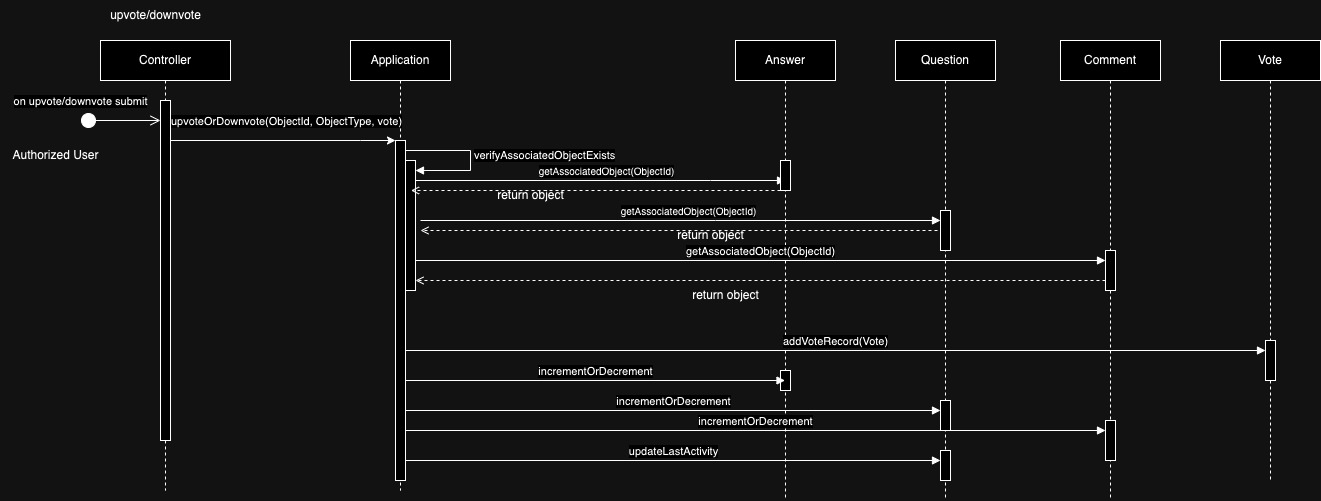 upvote/downvote
Controller
Application
Answer
Question
Comment
Vote
on upvote/downvote submit
upvoteOrDownvote(ObjectId, ObjectType, vote)
Authorized User
verifyAssociatedObjectExists
getAssociatedObject(ObjectId)
return object
getAssociatedObject(ObjectId)
return object
getAssociatedObject(ObjectId)
return object
addVoteRecord(Vote)
incrementOrDecrement
incrementOrDecrement
incrementOrDecrement
updateLastActivity